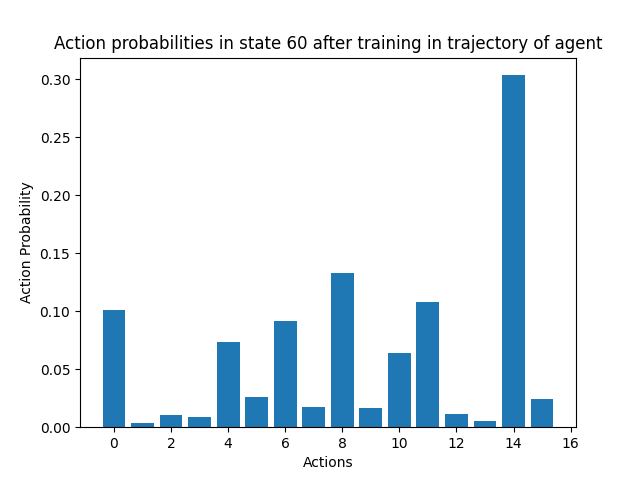 Action probabilities in state 60 after training in trajectory of agent
0.30
0.25
0.20
0.15
0.10
0.05
0.00
Action Probability
0 2 4 6 8 10 12 14 16
Actions